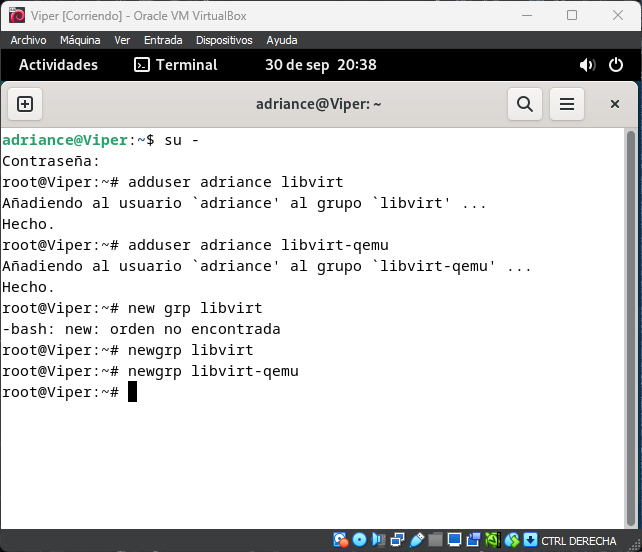 Viper [Corriendo] - Oracle VM VirtualBox
Archivo Máquina Ver Entrada Dispositivos Ayuda
Actividades Terminal 30 de sep 20:38
adriance@Viper: ~
adriance@Viper:~$ su -
Contraseña:
root@Viper:~# adduser adriance libvirt
Añadiendo al usuario `adriance' al grupo `libvirt' ...
Hecho.
root@Viper:~# adduser adriance libvirt-qemu
Añadiendo al usuario `adriance' al grupo `libvirt-qemu' ...
Hecho.
root@Viper:~# new grp libvirt
-bash: new: orden no encontrada
root@Viper:~# newgrp libvirt
root@Viper:~# newgrp libvirt-qemu
root@Viper:~#
CTRL DERECHA